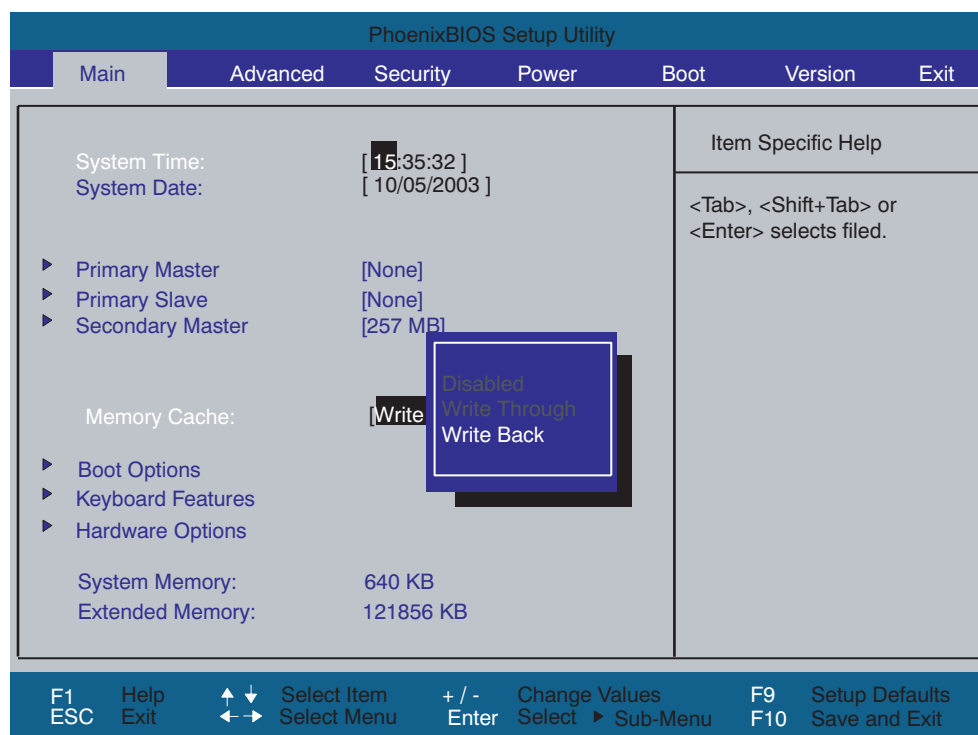 PhoenixBIOS Setup Utility
Main Advanced Security Power Boot Version Exit
System Time: [ 15:35:32 ]
System Date: [ 10/05/2003 ]
Item Specific Help
<Tab>, <Shift+Tab> or
<Enter> selects filed.
Primary Master [None]
Primary Slave [None]
Secondary Master [257 MB]
Memory Cache: [Write
Disabled
Write Through
Write Back
Boot Options
Keyboard Features
Hardware Options
System Memory: 640 KB
Extended Memory: 121856 KB
F1 Help Select Item + / - Change Values F9 Setup Defaults
ESC Exit Select Menu Enter Select Sub-Menu F10 Save and Exit